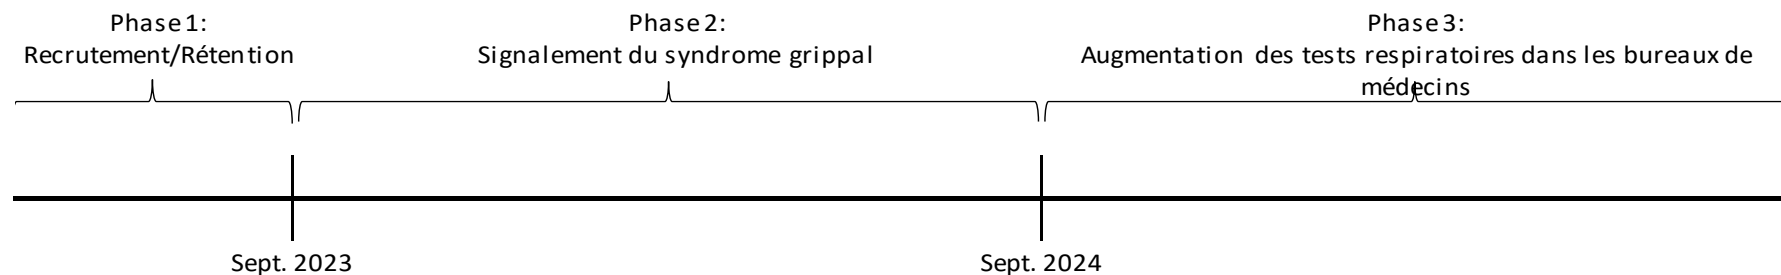 Phase 1:
Recrutement/Rétention
Phase 2:
Signalement du syndrome grippal
Phase 3:
Augmentation des tests respiratoires dans les bureaux de
médecins
Sept. 2023
Sept. 2024